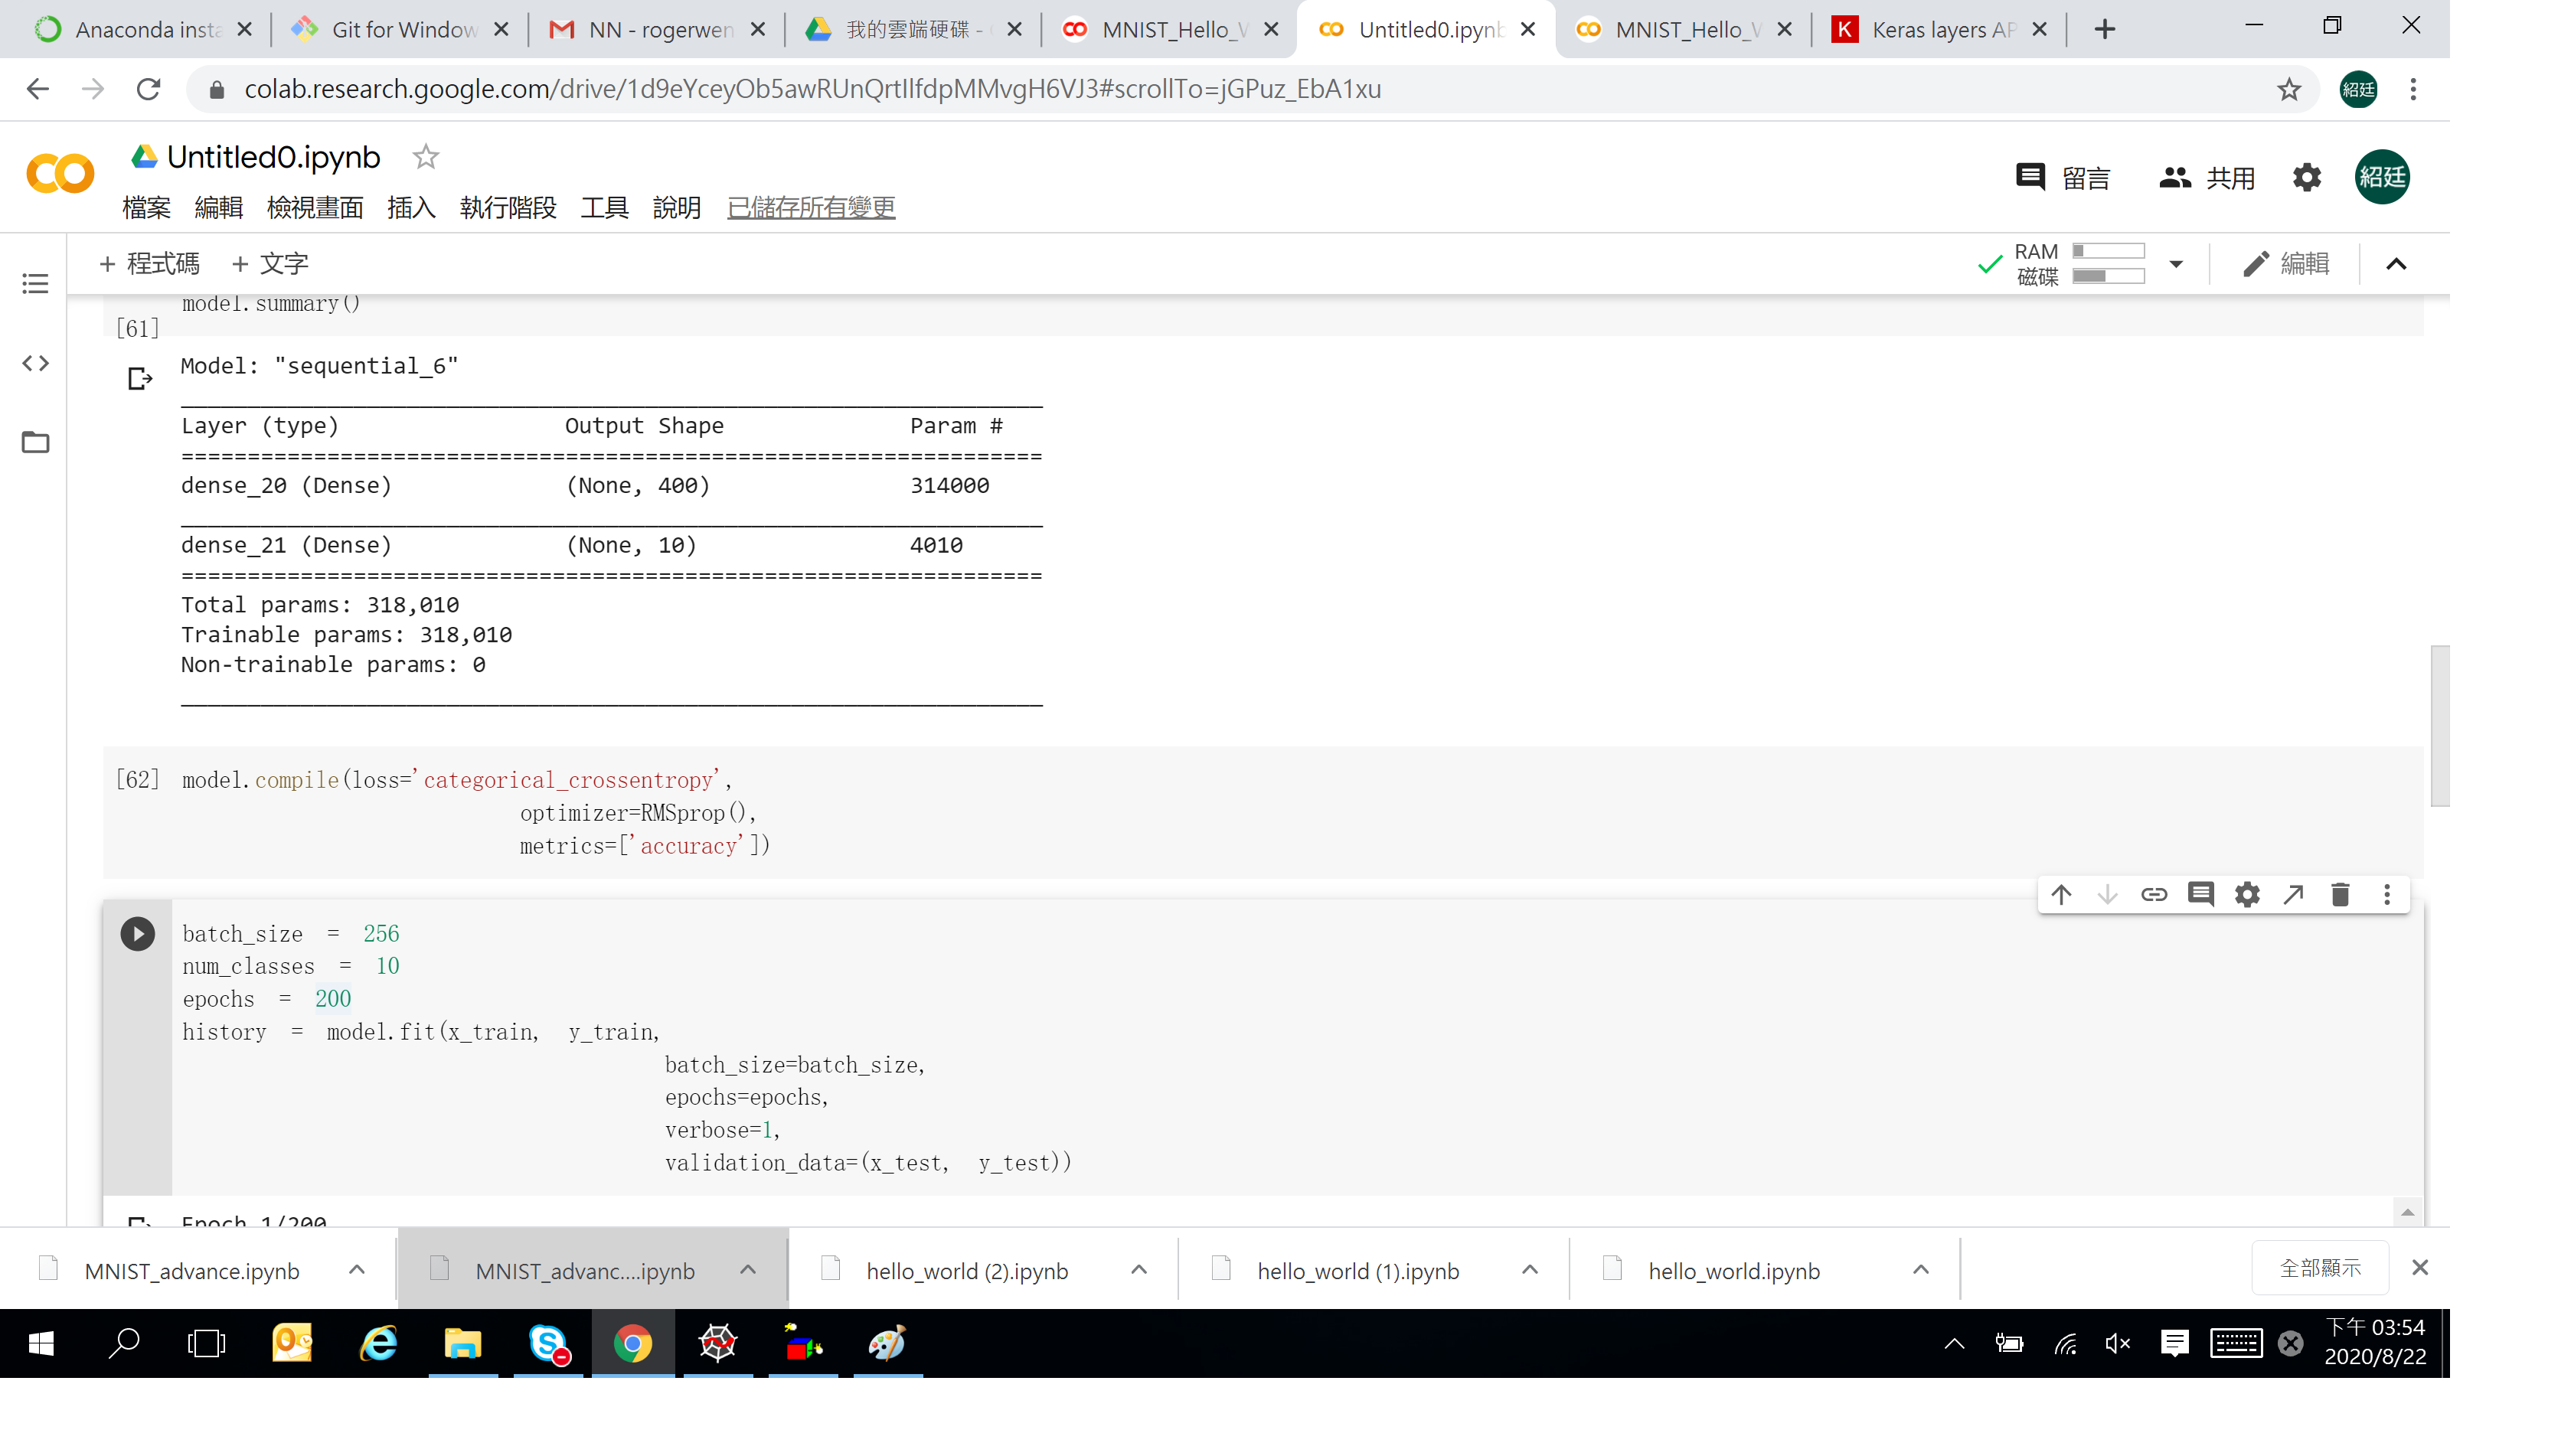 Anaconda insta
Git for Window
NN - rogerwen
我的雲端硬碟 -
MNIST_Hello_W
Untitled0.ipynb
MNIST_Hello_W
K
Keras layers AP
colab.research.google.com/drive/1d9eYceyOb5awRUnQrtIlfdpMMvgH6VJ3#scrollTo=jGPuz_EbA1xu
紹廷
Untitled0.ipynb
留言
共用
紹廷
檔案 編輯 檢視畫面 插入 執行階段 工具 說明 已儲存所有變更
+ 程式碼 + 文字
RAM
磁碟
編輯
model.summary()
[61]
Model: "sequential_6"
_________________________________________________________________
Layer (type)                 Output Shape              Param #
=================================================================
dense_20 (Dense)             (None, 400)               314000
_________________________________________________________________
dense_21 (Dense)             (None, 10)                4010
=================================================================
Total params: 318,010
Trainable params: 318,010
Non-trainable params: 0
_________________________________________________________________
[62] model.compile(loss='categorical_crossentropy',
optimizer=RMSprop(),
metrics=['accuracy'])
batch_size = 256
num_classes = 10
epochs = 200
history = model.fit(x_train, y_train,
batch_size=batch_size,
epochs=epochs,
verbose=1,
validation_data=(x_test, y_test))
Epoch 1/200
MNIST_advance.ipynb
MNIST_advanc....ipynb
hello_world (2).ipynb
hello_world (1).ipynb
hello_world.ipynb
全部顯示
下午 03:54
2020/8/22